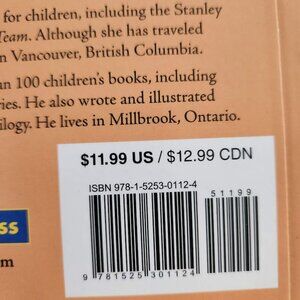 for children, including the Stanley
Team. Although she has traveled
n Vancouver, British Columbia.
an 100 children's books, including
ries. He also wrote and illustrated
ilogy. He lives in Millbrook, Ontario.
$11.99 US / $12.99 CDN
ISBN 978-1-5253-0112-4
51199
9 781525 301124
ss
m